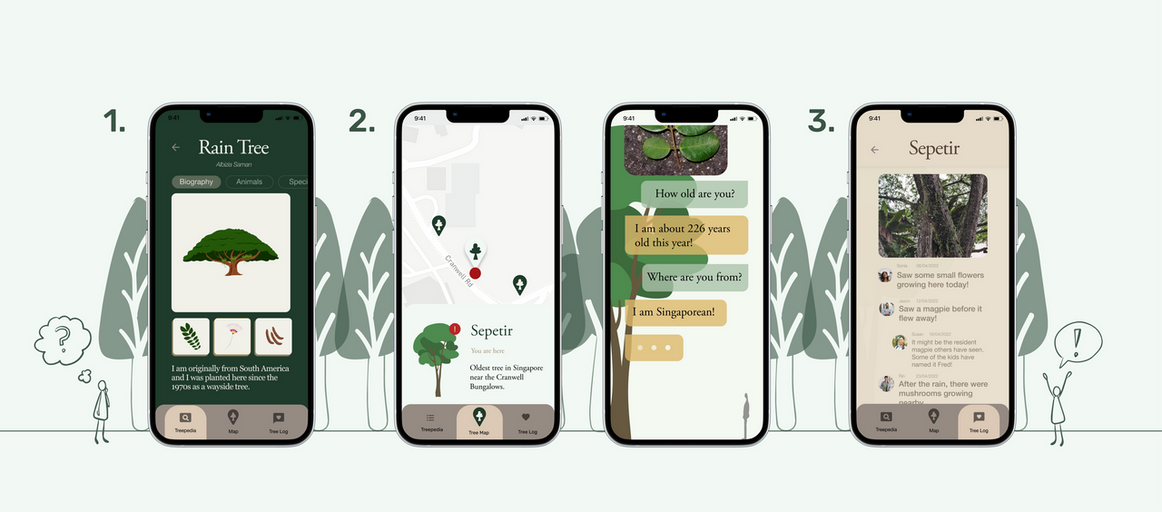 1.
9:41
Rain Tree
Albizia Saman
Biography
Animals
Speci
I am originally from South America
and I was planted here since the
1970s as a wayside tree.
Treepedia
Map
Tree Log
?
2.
9:41
Cranwell Rd
!
Sepetir
You are here
Oldest tree in Singapore
near the Cranwell
Bungalows.
Treepedia
Tree Map
Tree Log
9:41
How old are you?
I am about 226 years
old this year!
Where are you from?
I am Singaporean!
3.
9:41
Sepetir
Saw some small flowers
growing here today!
Saw a magpie before it
flew away!
It might be the resident
magpie others have seen.
Some of the kids have
named it Fred!
After the rain, there were
mushrooms growing
nearby
Treepedia
Map
Tree Log
!